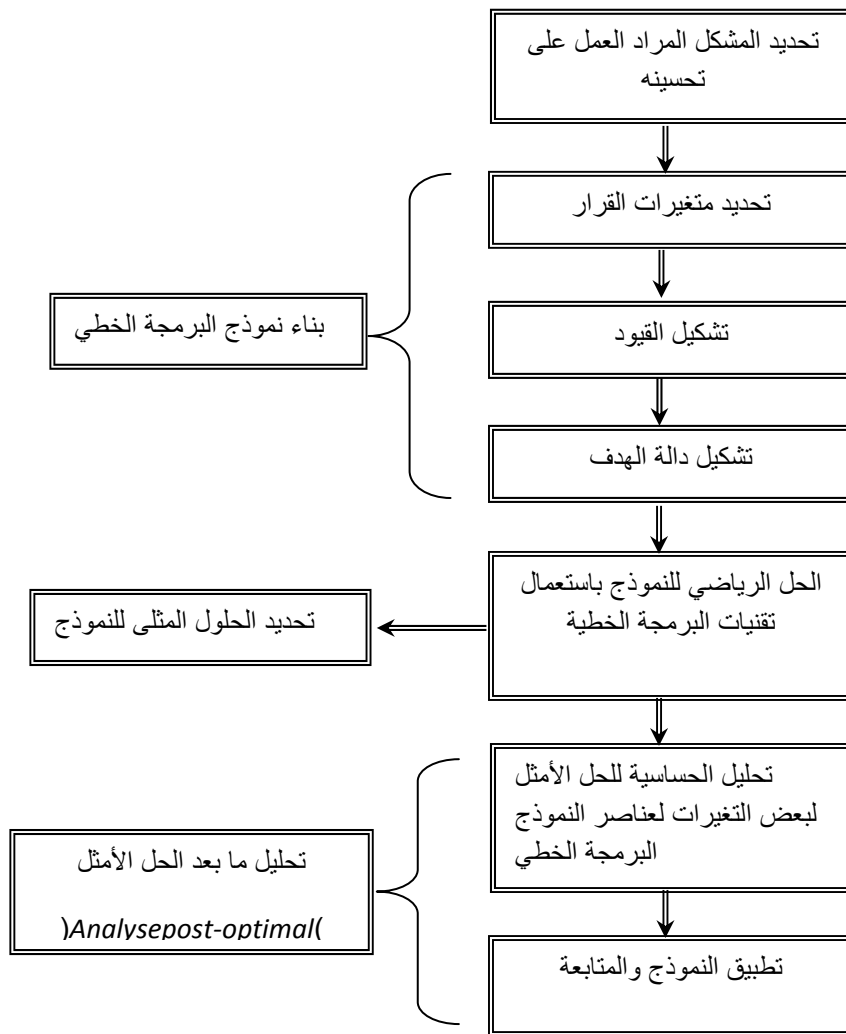 تحديد المشكل المراد العمل على
تحسينه
تحديد متغيرات القرار
بناء نموذج البرمجة الخطي
تشكيل القيود
تشكيل دالة الهدف
الحل الرياضي للنموذج باستعمال
تقنيات البرمجة الخطية
تحديد الحلول المثلى للنموذج
تحليل الحساسية للحل الأمثل
لبعض التغيرات لعناصر النموذج
البرمجة الخطي
تحليل ما بعد الحل الأمثل
)Analysepost-optimal(
تطبيق النموذج والمتابعة